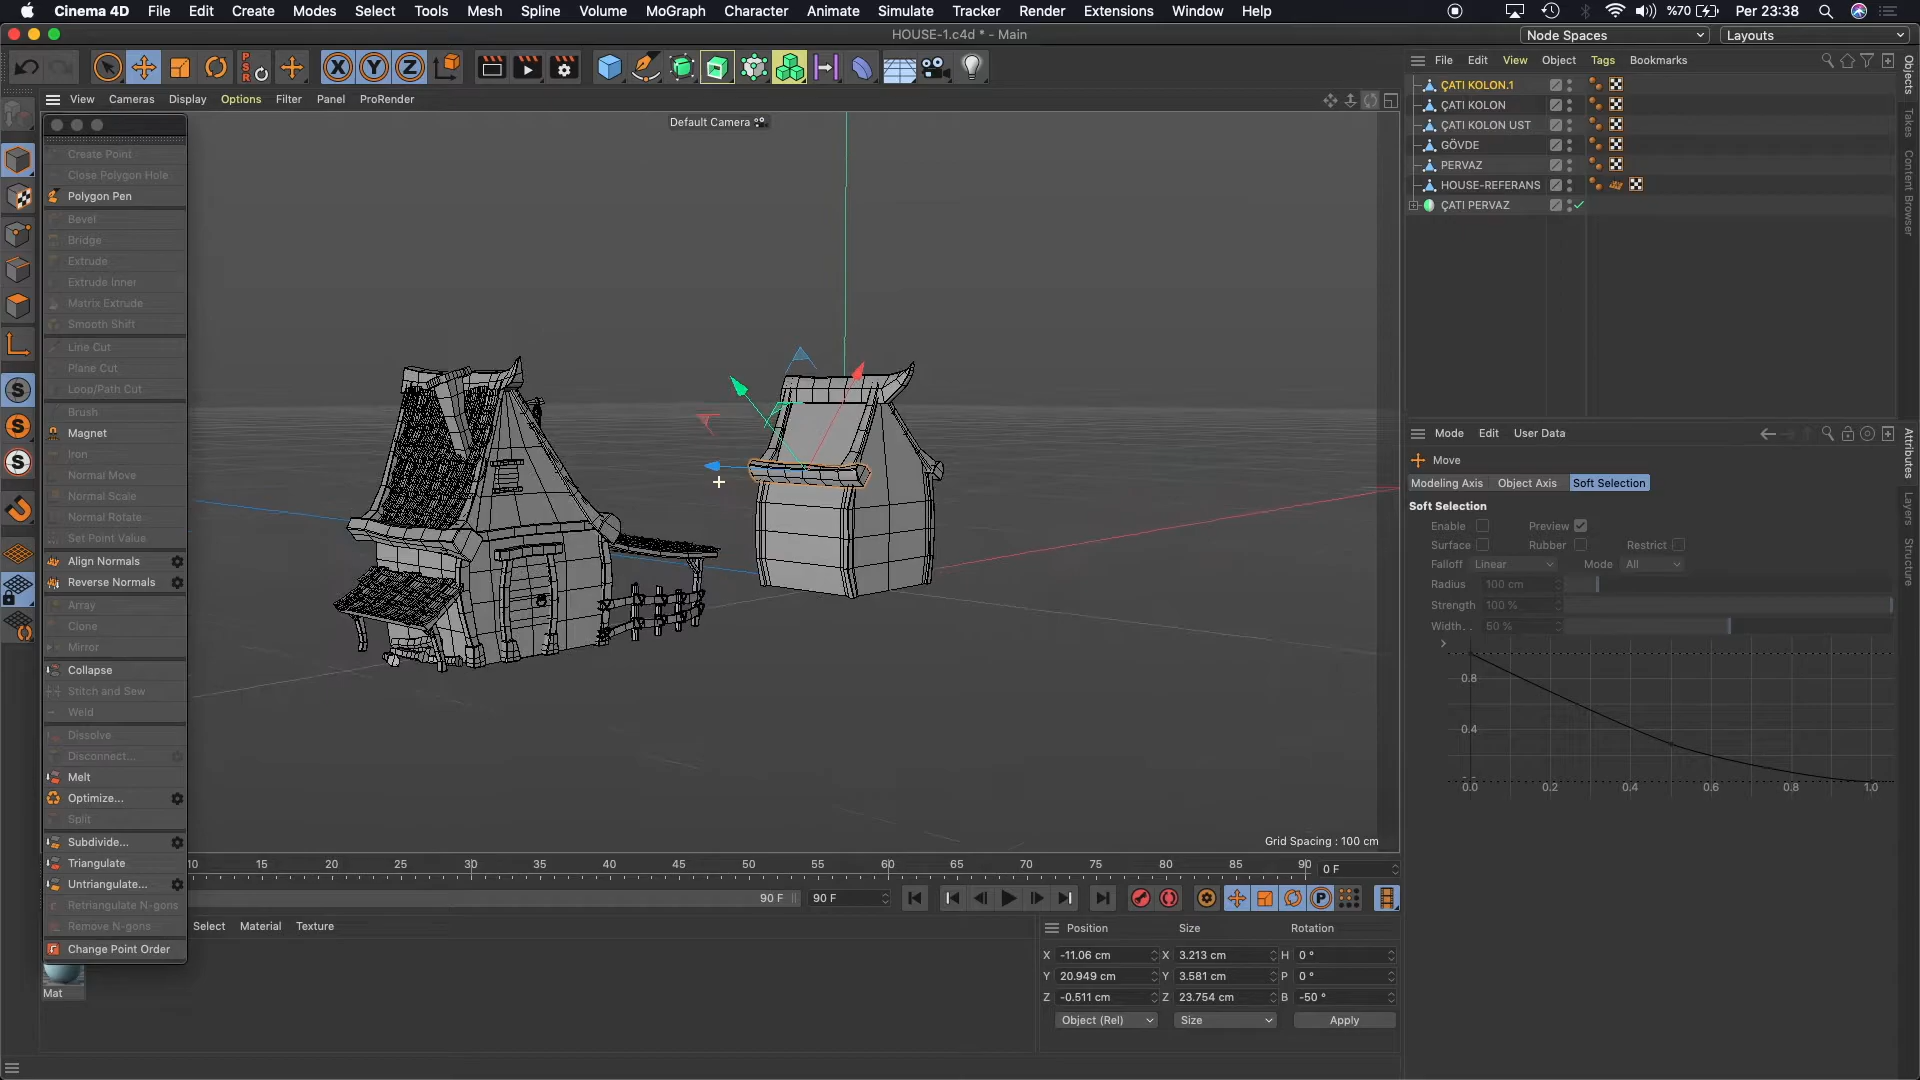 Cinema 4D File Edit Create Modes Select Tools Mesh Spline Volume MoGraph Character Animate Simulate Tracker Render Extensions Window Help %70 Per 23:38
HOUSE-1.c4d * - Main
Node Spaces Layouts
View Cameras Display Options Filter Panel ProRender
Default Camera
Create Point
Close Polygon Hole
Polygon Pen
Bevel
Bridge
Extrude
Extrude Inner
Matrix Extrude
Smooth Shift
Line Cut
Plane Cut
Loop/Path Cut
Brush
Magnet
Iron
Normal Move
Normal Scale
Normal Rotate
Set Point Value
Align Normals
Reverse Normals
Array
Clone
Mirror
Collapse
Stitch and Sew
Weld
Dissolve
Disconnect...
Melt
Optimize...
Split
Subdivide...
Triangulate
Untriangulate...
Retriangulate N-gons
Remove N-gons
Change Point Order
Mat
Grid Spacing : 100 cm
10 15 20 25 30 35 40 45 50 55 60 65 70 75 80 85 90 0 F
90 F 90 F
Select Material Texture
Position Size Rotation
X -11.06 cm X 3.213 cm H 0 °
Y 20.949 cm Y 3.581 cm P 0 °
Z -0.511 cm Z 23.754 cm B -50 °
Object (Rel) Size Apply
File Edit View Object Tags Bookmarks
ÇATI KOLON.1
ÇATI KOLON
ÇATI KOLON UST
GÖVDE
PERVAZ
HOUSE-REFERANS
ÇATI PERVAZ
Objects
Takes
Content Browser
Mode Edit User Data
Move
Modeling Axis Object Axis Soft Selection
Soft Selection
Enable Preview
Surface Rubber Restrict
Falloff Linear Mode All
Radius 100 cm
Strength 100 %
Width.. 50 %
0.8
0.4
0.0 0.2 0.4 0.6 0.8 1.0
Attributes
Layers
Structure